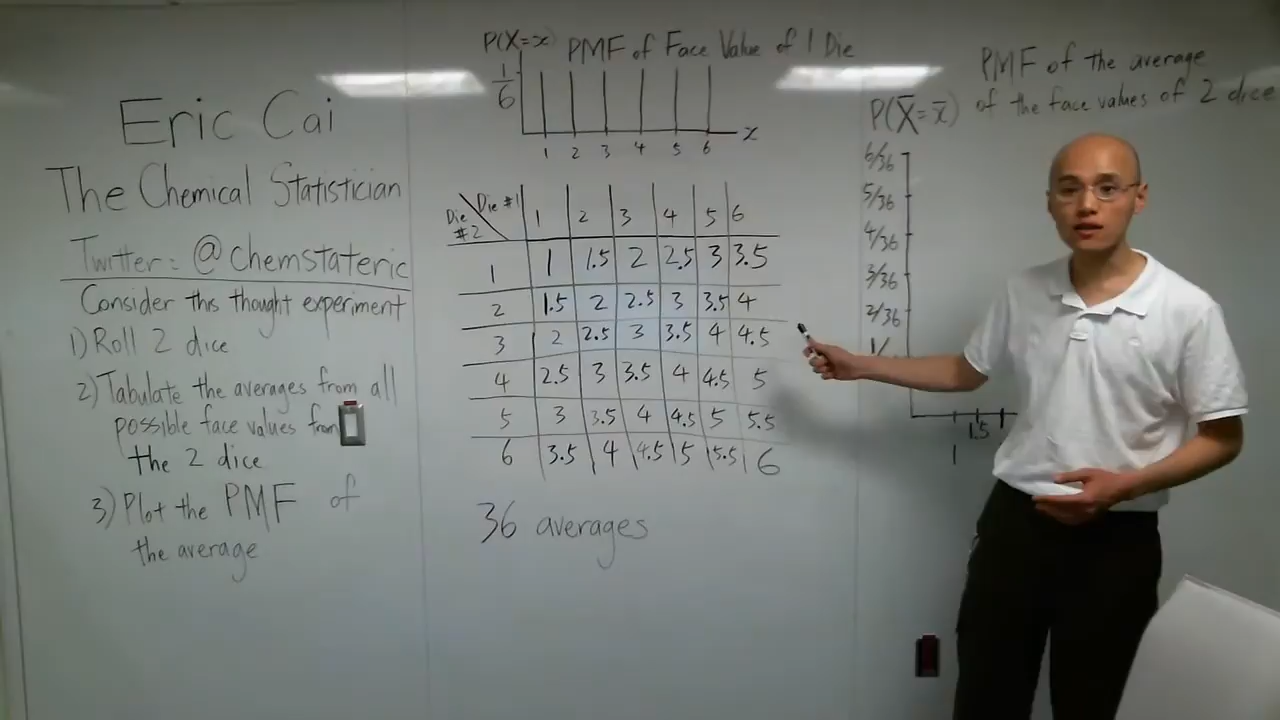 Eric Cai
The Chemical Statistician
Twitter: @chemstateric
Consider this thought experiment
1) Roll 2 dice
2) Tabulate the averages from all
possible face values from
the 2 dice
3) Plot the PMF of
the average
P(X=x) PMF of Face Value of 1 Die
1/6
x
1 2 3 4 5 6
Die #1
Die #2
1 2 3 4 5 6
1 1 1.5 2 2.5 3 3.5
2 1.5 2 2.5 3 3.5 4
3 2 2.5 3 3.5 4 4.5
4 2.5 3 3.5 4 4.5 5
5 3 3.5 4 4.5 5 5.5
6 3.5 4 4.5 5 5.5 6
36 averages
PMF of the average
of the face values of 2 dice
P(X̄=x̄)
6/36
5/36
4/36
3/36
2/36
1/
1.5
1